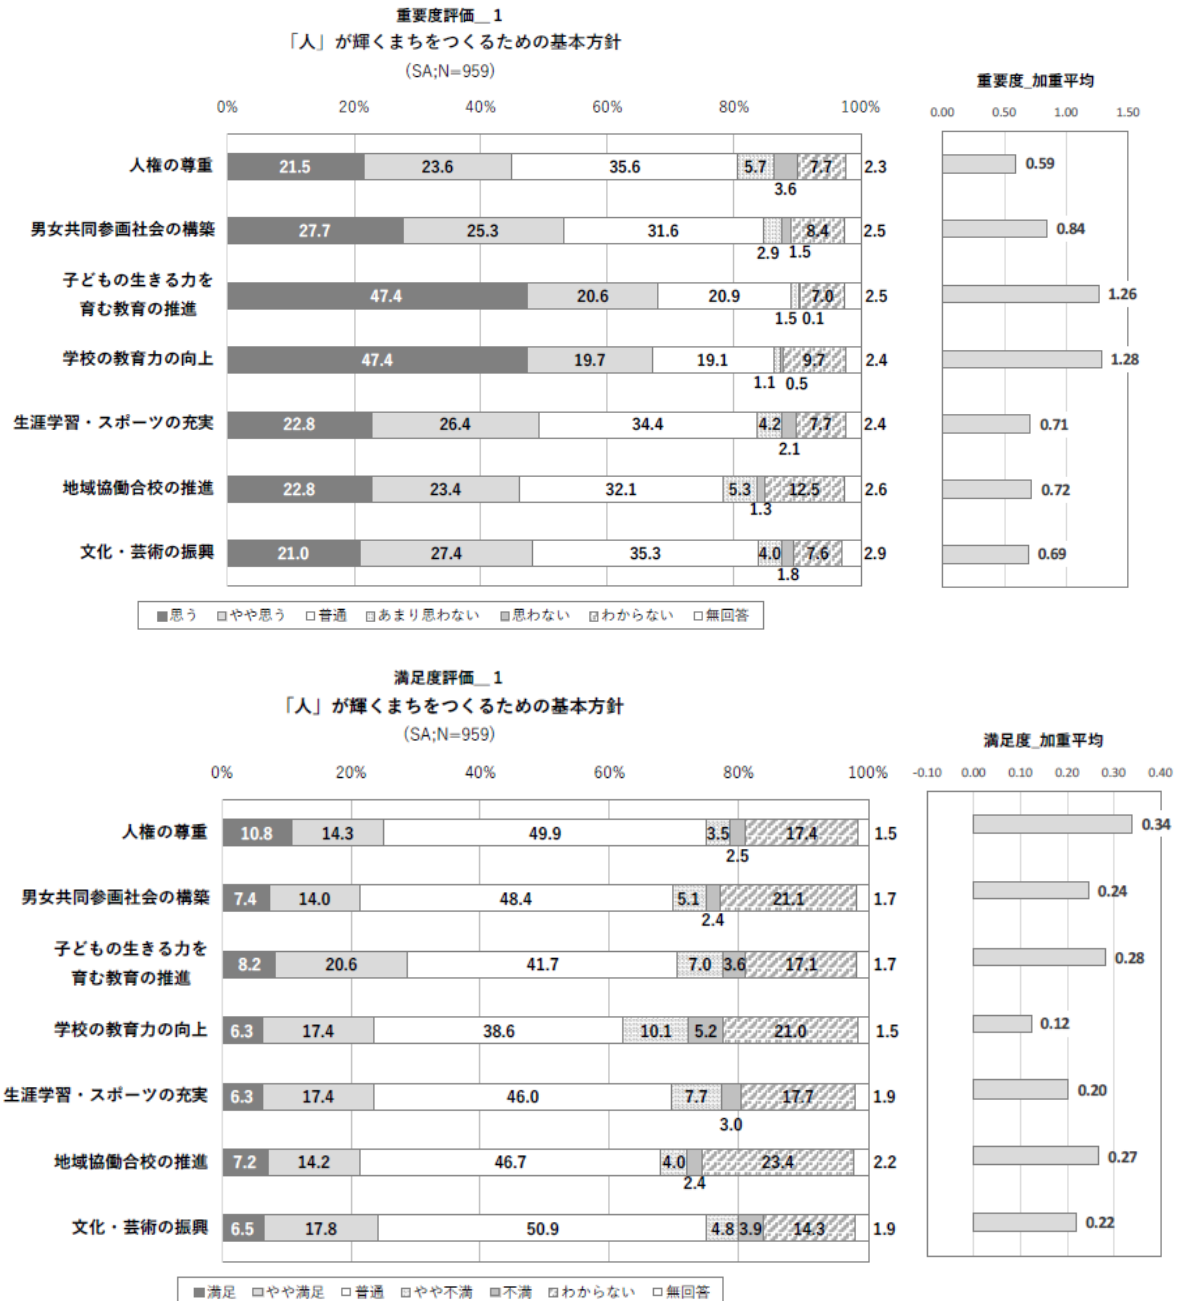 重要度評価＿1
「人」が輝くまちをつくるための基本方針
(SA;N=959)
重要度_加重平均
0% 20% 40% 60% 80% 100%
0.00 0.50 1.00 1.50
人権の尊重 21.5 23.6 35.6 5.7 7.7 2.3 0.59
3.6
男女共同参画社会の構築 27.7 25.3 31.6 8.4 2.5 0.84
2.9 1.5
子どもの生きる力を
育む教育の推進 47.4 20.6 20.9 7.0 2.5 1.26
1.5 0.1
学校の教育力の向上 47.4 19.7 19.1 9.7 2.4 1.28
1.1 0.5
生涯学習・スポーツの充実 22.8 26.4 34.4 4.2 7.7 2.4 0.71
2.1
地域協働合校の推進 22.8 23.4 32.1 5.3 12.5 2.6 0.72
1.3
文化・芸術の振興 21.0 27.4 35.3 4.0 7.6 2.9 0.69
1.8
思う やや思う 普通 あまり思わない 思わない わからない 無回答
満足度評価＿1
「人」が輝くまちをつくるための基本方針
(SA;N=959)
満足度_加重平均
0% 20% 40% 60% 80% 100%
-0.10 0.00 0.10 0.20 0.30 0.40
人権の尊重 10.8 14.3 49.9 3.5 17.4 1.5 0.34
2.5
男女共同参画社会の構築 7.4 14.0 48.4 5.1 21.1 1.7 0.24
2.4
子どもの生きる力を
育む教育の推進 8.2 20.6 41.7 7.0 3.6 17.1 1.7 0.28
学校の教育力の向上 6.3 17.4 38.6 10.1 5.2 21.0 1.5 0.12
生涯学習・スポーツの充実 6.3 17.4 46.0 7.7 17.7 1.9 0.20
3.0
地域協働合校の推進 7.2 14.2 46.7 4.0 23.4 2.2 0.27
2.4
文化・芸術の振興 6.5 17.8 50.9 4.8 3.9 14.3 1.9 0.22
満足 やや満足 普通 やや不満 不満 わからない 無回答